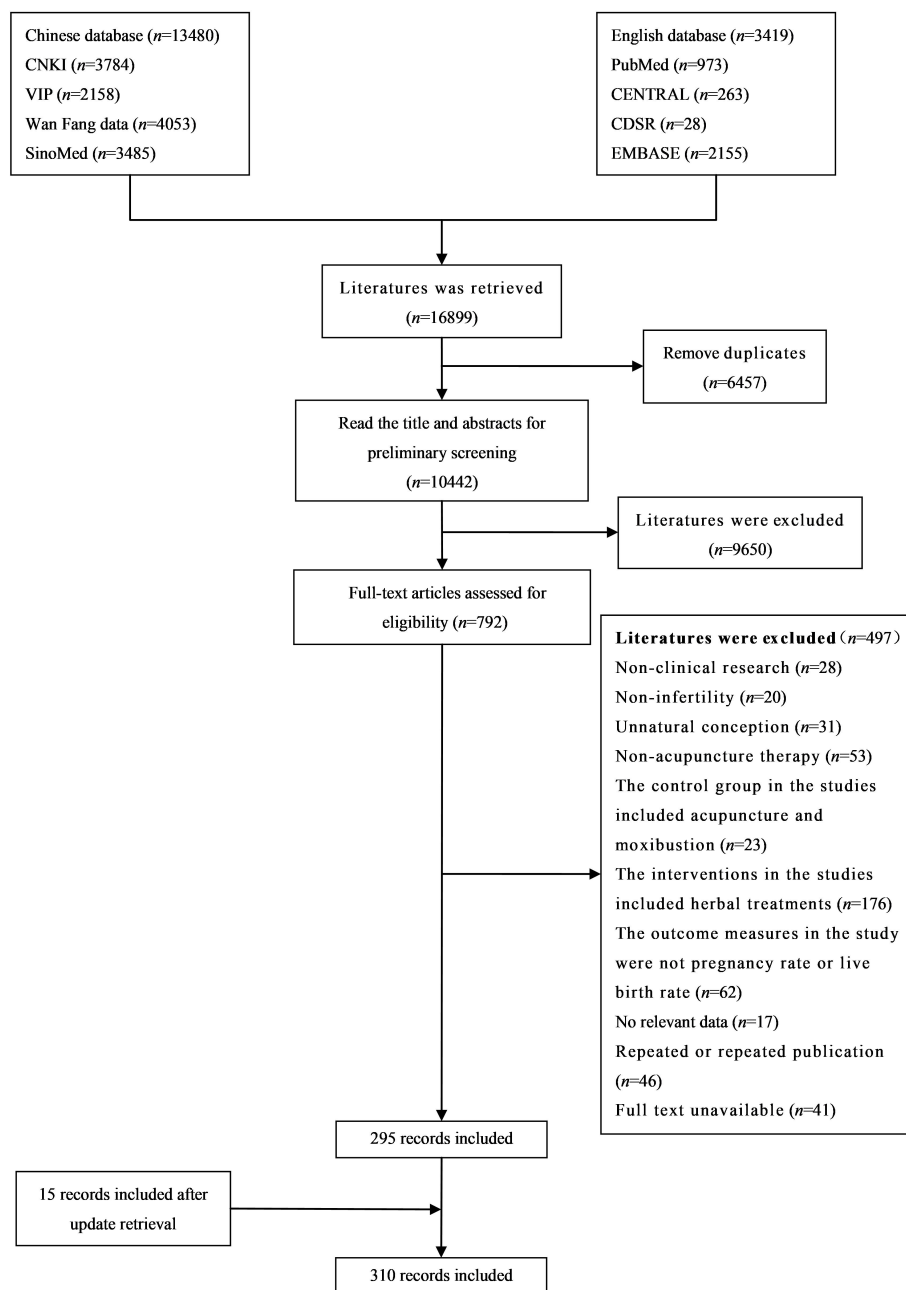 Chinese database (n=13480)
CNKI (n=3784)
VIP (n=2158)
Wan Fang data (n=4053)
SinoMed (n=3485)
English database (n=3419)
PubMed (n=973)
CENTRAL (n=263)
CDSR (n=28)
EMBASE (n=2155)
Literatures was retrieved
(n=16899)
Remove duplicates
(n=6457)
Read the title and abstracts for
preliminary screening
(n=10442)
Literatures were excluded
(n=9650)
Full-text articles assessed for
eligibility (n=792)
Literatures were excluded（n=497）
Non-clinical research (n=28)
Non-infertility (n=20)
Unnatural conception (n=31)
Non-acupuncture therapy (n=53)
The control group in the studies
included acupuncture and
moxibustion (n=23)
The interventions in the studies
included herbal treatments (n=176)
The outcome measures in the study
were not pregnancy rate or live
birth rate (n=62)
No relevant data (n=17)
Repeated or repeated publication
(n=46)
Full text unavailable (n=41)
295 records included
15 records included after
update retrieval
310 records included